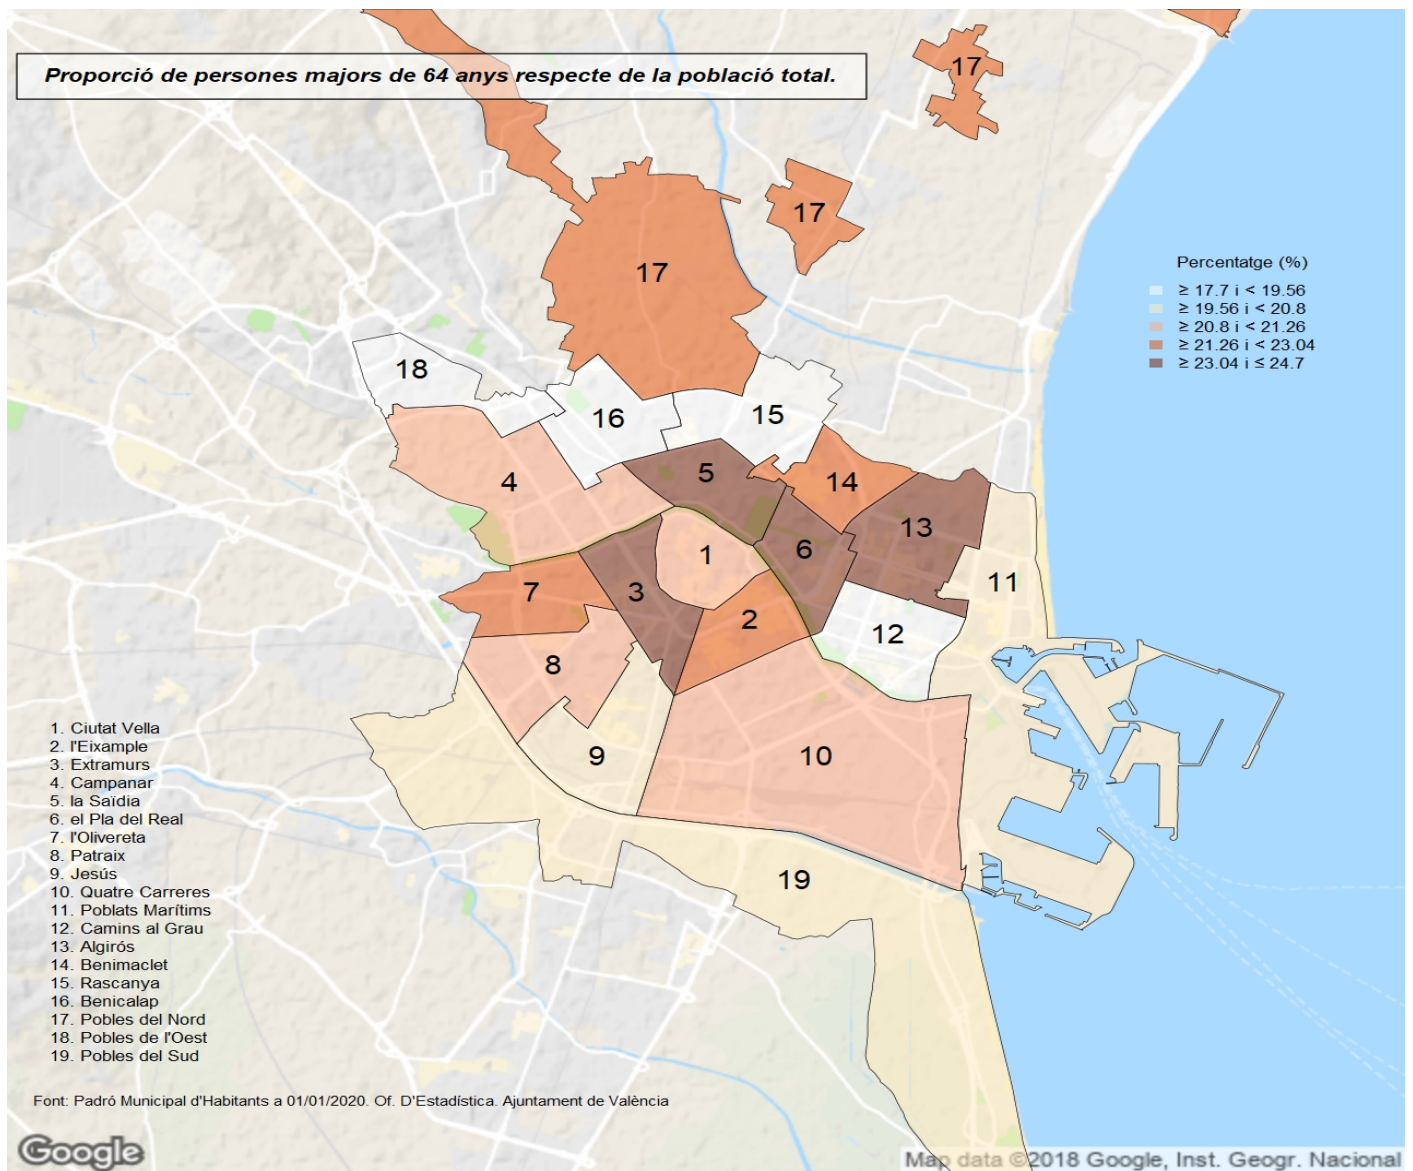 Proporció de persones majors de 64 anys respecte de la població total.
17
17
17
Percentatge (%)
≥ 17.7 i < 19.56
≥ 19.56 i < 20.8
≥ 20.8 i < 21.26
≥ 21.26 i < 23.04
≥ 23.04 i ≤ 24.7
18
16
15
5
4
14
13
6
1
11
3
7
2
12
8
9
10
19
1. Ciutat Vella
2. l'Eixample
3. Extramurs
4. Campanar
5. la Saïdia
6. el Pla del Real
7. l'Olivereta
8. Patraix
9. Jesús
10. Quatre Carreres
11. Poblats Marítims
12. Camins al Grau
13. Algirós
14. Benimaclet
15. Rascanya
16. Benicalap
17. Pobles del Nord
18. Pobles de l'Oest
19. Pobles del Sud
Font: Padró Municipal d'Habitants a 01/01/2020. Of. D'Estadística. Ajuntament de València
Google
Map data ©2018 Google, Inst. Geogr. Nacional